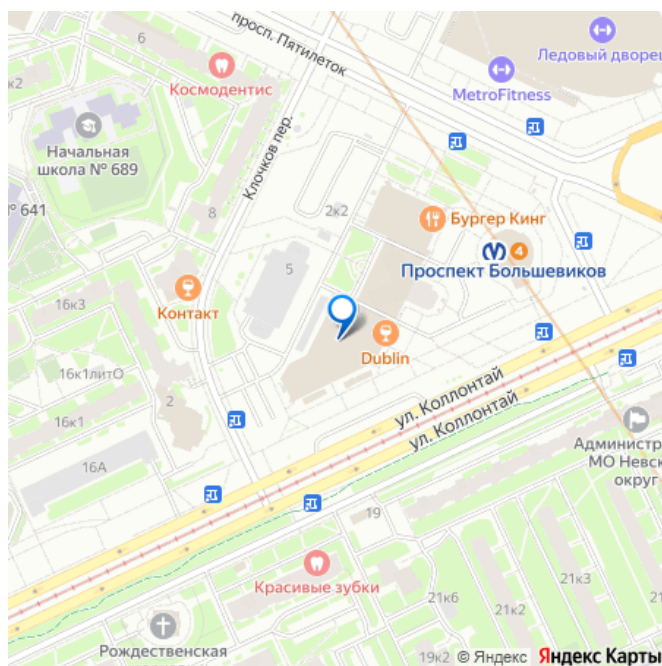 просп. Пятилеток
6
к2
Космодентис
Ледовый дворец
MetroFitness
Начальная
школа № 689
Клочков пер.
№ 641
8
2к2
Бургер Кинг
4
Проспект Большевиков
5
16к3
Контакт
Dublin
16к1литО
2
16к1
ул. Коллонтай
ул. Коллонтай
Администр
МО Невск
округ
16А
19
Красивые зубки
21к6
21к3
21к2
Рождественская
19к2
© Яндекс Яндекс Карты